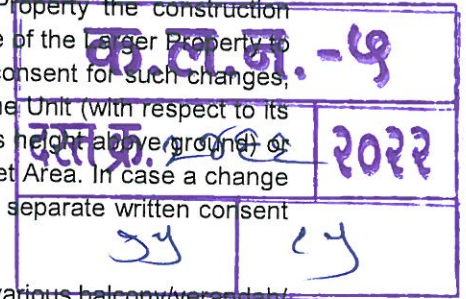 Property the construction
e of the Larger Property to
consent for such changes,
ne Unit (with respect to its
s height above ground) or
et Area. In case a change
separate written consent
various balcony/verandah/
क.ल.न. - ५
दस्त क्र.
२०२२